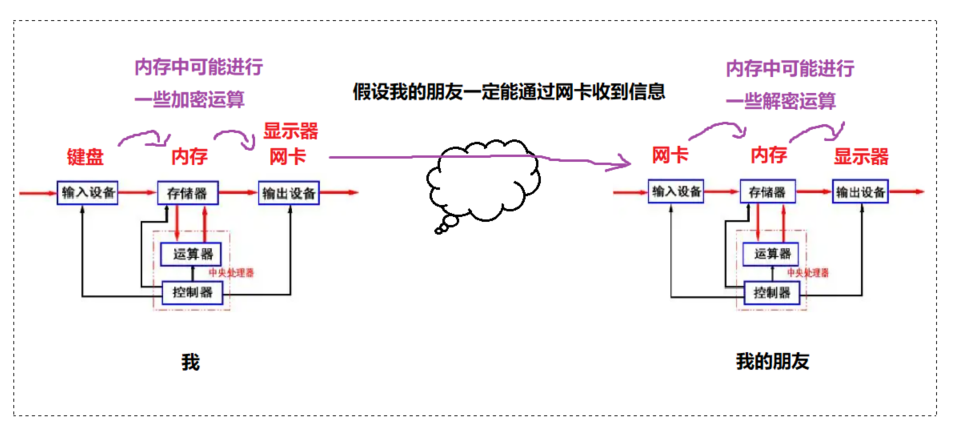 内存中可能进行
一些加密运算
假设我的朋友一定能通过网卡收到信息
内存中可能进行
一些解密运算
键盘
内存
显示器
网卡
网卡
内存
显示器
输入设备
存储器
输出设备
输入设备
存储器
输出设备
运算器
中央处理器
控制器
运算器
中央处理器
控制器
我
我的朋友